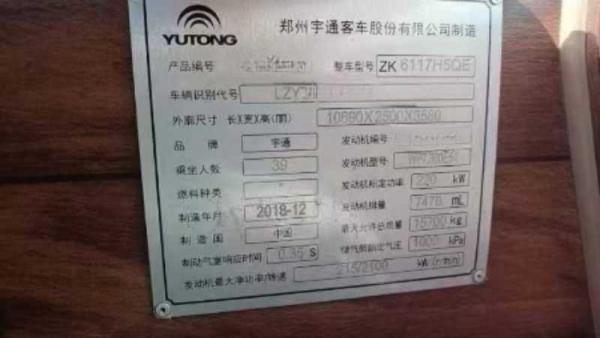 YUTONG 郑州宇通客车股份有限公司制造
产品编号 整车型号 ZK 6117H5QE
车辆识别代号 LZY
外廓尺寸 长X宽X高(mm) 10690X2500X3580
品 牌 宇通 发动机编号
乘坐人数 39 发动机型号
燃料种类 发动机标定功率 220 kW
制造年月 2018-12 发动机排量 7470 mL
制造国 中国 最大允许总质量 15700 kg
制动气室响应时间 0.35 S 储气筒额定气压 1000 kPa
发动机最大净功率/转速 215/2100 kW (r/min)